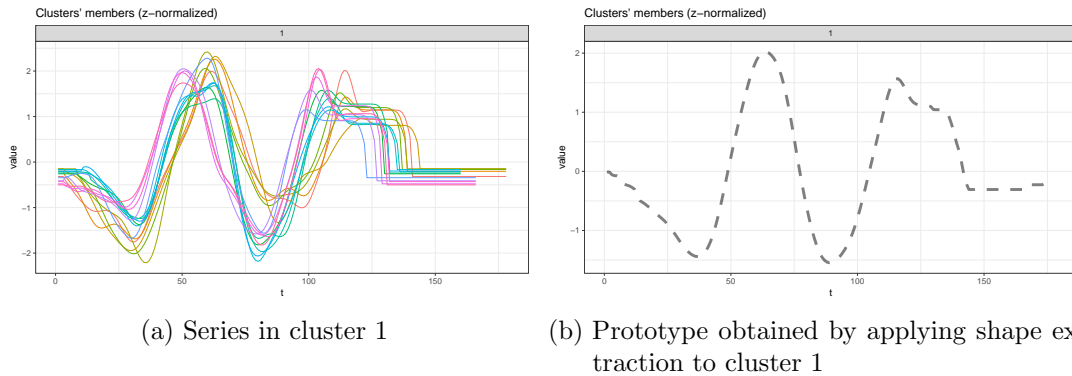 Clusters' members (z-normalized)
1
2
1
0
−1
−2
value
0
50
100
150
t
(a) Series in cluster 1
Clusters' members (z-normalized)
1
2
1
0
−1
value
0
50
100
150
t
(b) Prototype obtained by applying shape ex-
traction to cluster 1